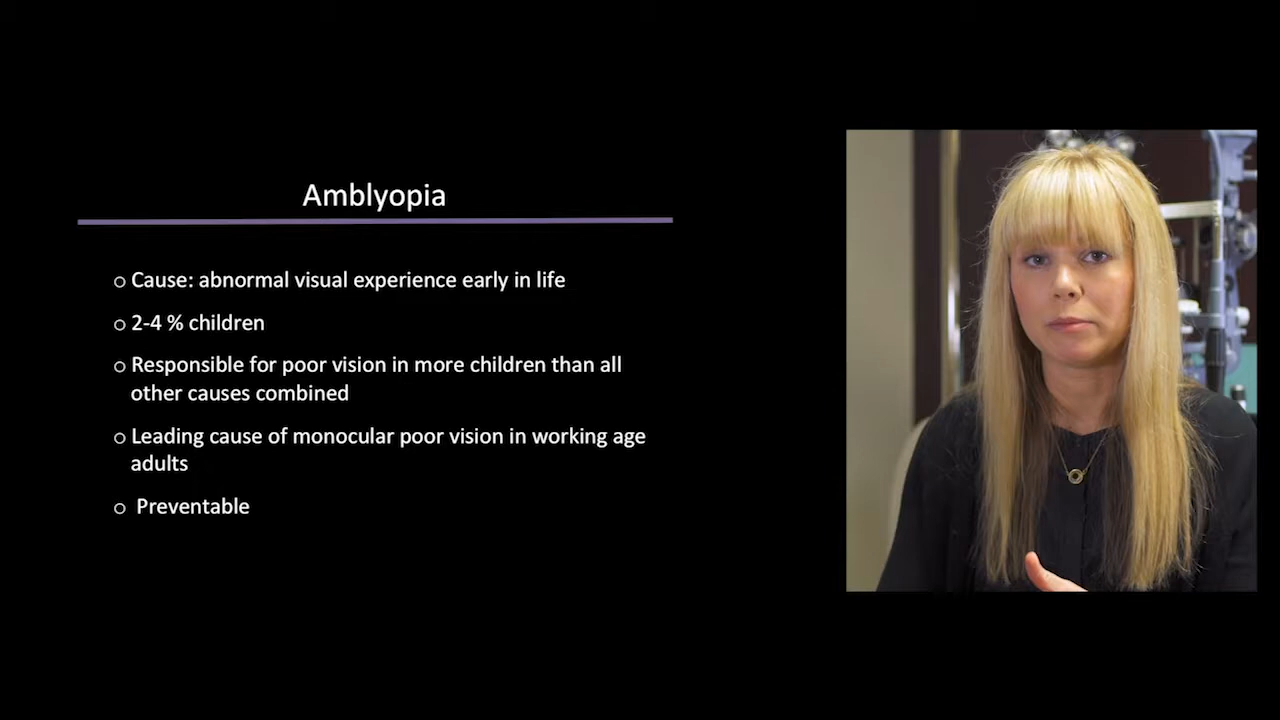 Amblyopia
○ Cause: abnormal visual experience early in life
○ 2-4 % children
○ Responsible for poor vision in more children than all
other causes combined
○ Leading cause of monocular poor vision in working age
adults
○ Preventable